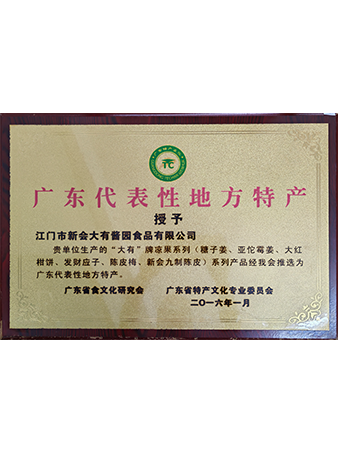 广东代表性地方特产
授予
江门市新会大有酱园食品有限公司
贵单位生产的“大有”牌凉果系列（糖子姜、亚佗霉姜、大红
柑饼、发财应子、陈皮梅、新会九制陈皮）系列产品经我会推选为
广东代表性地方特产。
广东省食文化研究会 广东省特产文化专业委员会
二〇一六年一月